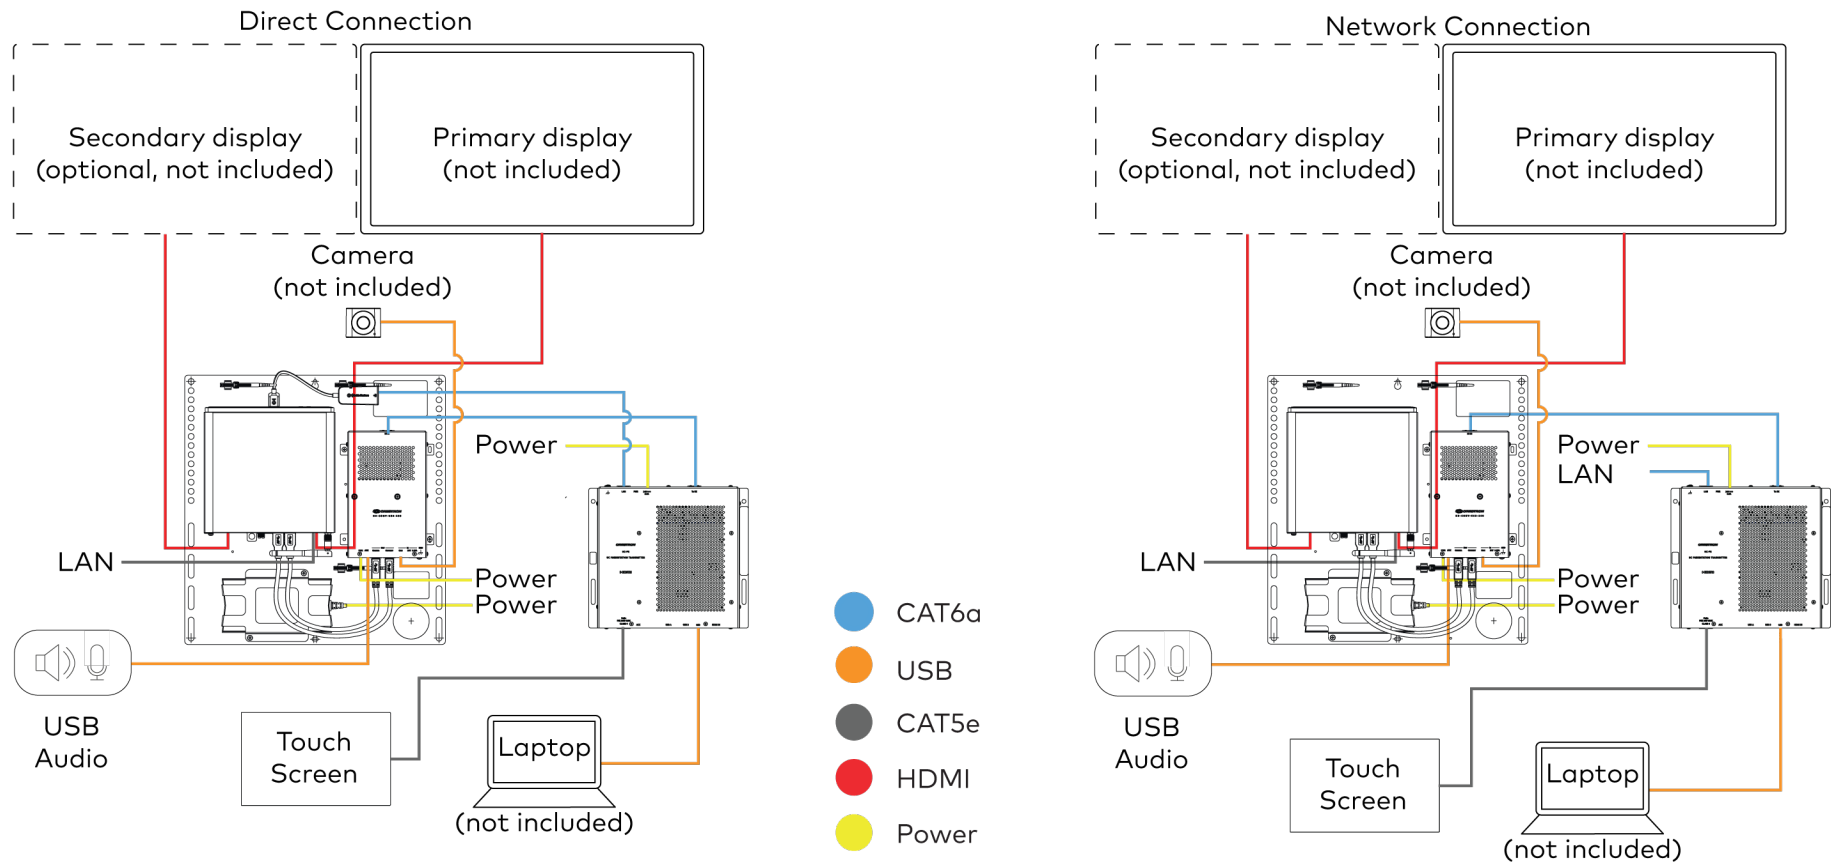 Direct Connection
Secondary display
(optional, not included)
Primary display
(not included)
Camera
(not included)
Power
LAN
Power
Power
USB
Audio
Touch
Screen
Laptop
(not included)
CAT6a
USB
CAT5e
HDMI
Power
Network Connection
Secondary display
(optional, not included)
Primary display
(not included)
Camera
(not included)
Power
LAN
LAN
Power
Power
USB
Audio
Touch
Screen
Laptop
(not included)